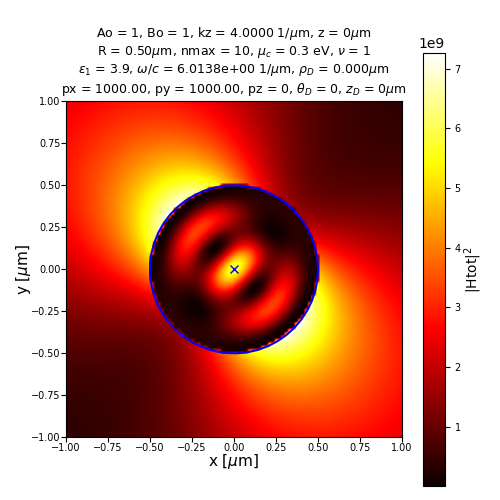 Ao = 1, Bo = 1, kz = 4.0000 1/μm, z = 0μm
R = 0.50μm, nmax = 10, μc = 0.3 eV, ν = 1
ε1 = 3.9, ω/c = 6.0138e+00 1/μm, ρD = 0.000μm
px = 1000.00, py = 1000.00, pz = 0, θD = 0, zD = 0μm
1e9
1.00
0.75
0.50
0.25
0.00
−0.25
−0.50
−0.75
−1.00
y [μm]
−1.00 −0.75 −0.50 −0.25 0.00 0.25 0.50 0.75 1.00
x [μm]
7
6
5
4
3
2
1
|Htot|²